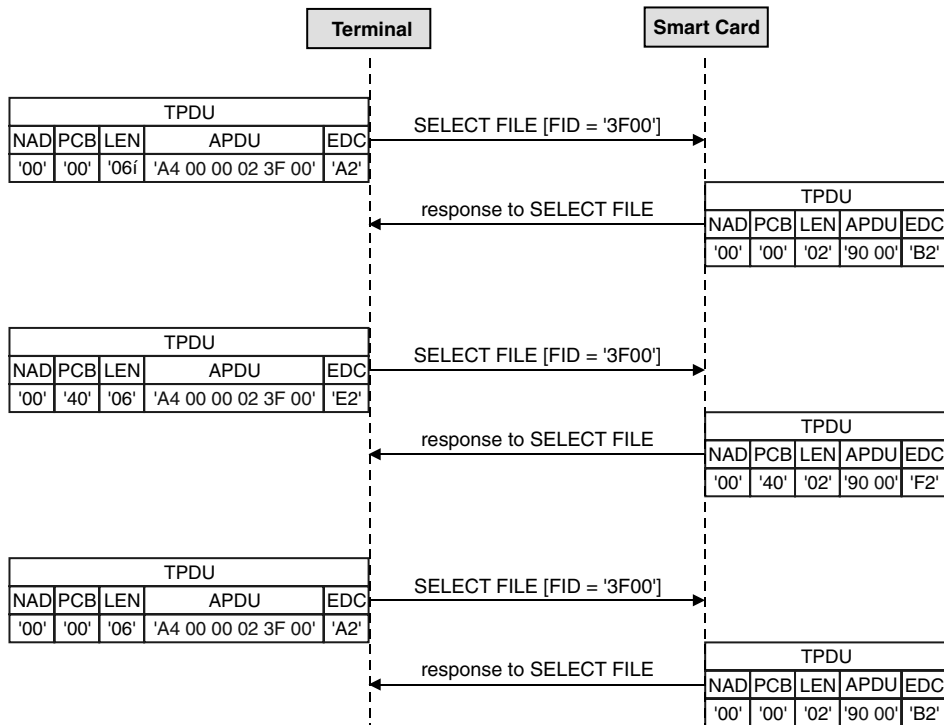 Terminal
Smart Card
TPDU
NAD PCB LEN APDU EDC
'00' '00' '06í 'A4 00 00 02 3F 00' 'A2'
SELECT FILE [FID = '3F00']
response to SELECT FILE
TPDU
NAD PCB LEN APDU EDC
'00' '00' '02' '90 00' 'B2'
TPDU
NAD PCB LEN APDU EDC
'00' '40' '06' 'A4 00 00 02 3F 00' 'E2'
SELECT FILE [FID = '3F00']
response to SELECT FILE
TPDU
NAD PCB LEN APDU EDC
'00' '40' '02' '90 00' 'F2'
TPDU
NAD PCB LEN APDU EDC
'00' '00' '06' 'A4 00 00 02 3F 00' 'A2'
SELECT FILE [FID = '3F00']
response to SELECT FILE
TPDU
NAD PCB LEN APDU EDC
'00' '00' '02' '90 00' 'B2'